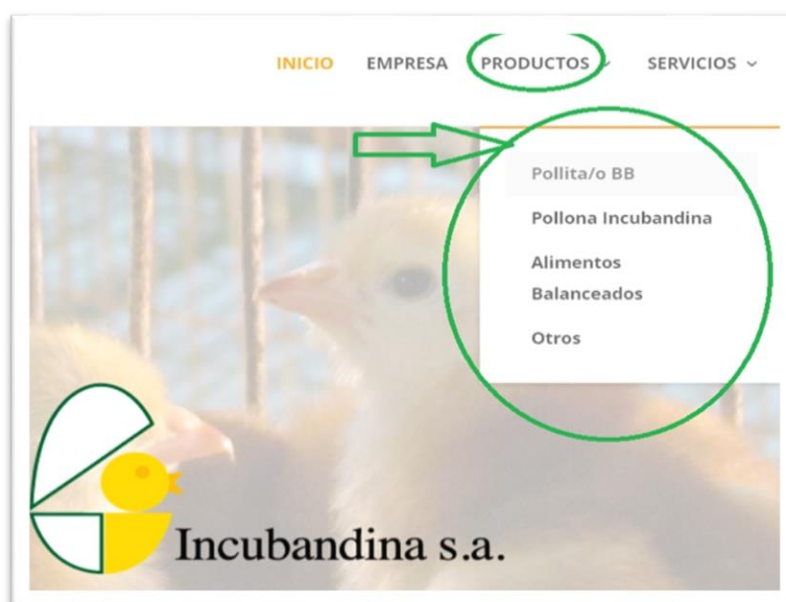 INICIO EMPRESA PRODUCTOS SERVICIOS
Pollita/o BB
Pollona Incubandina
Alimentos
Balanceados
Otros
Incubandina s.a.